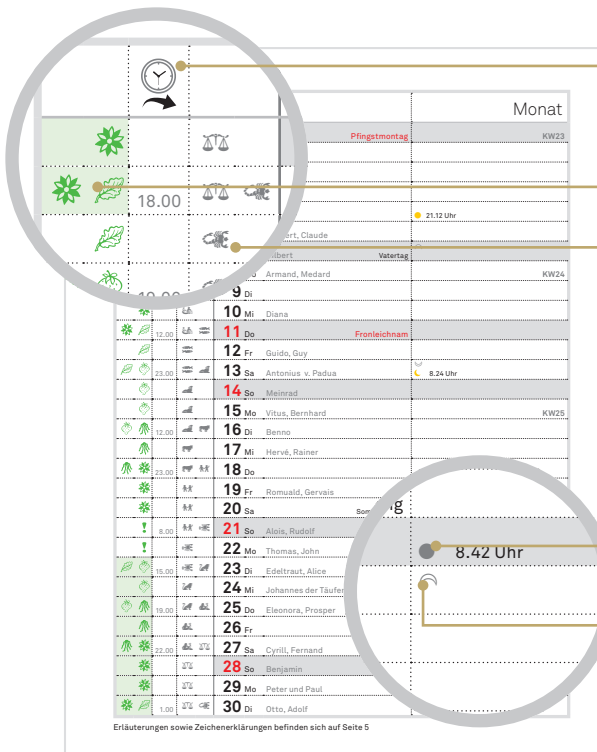 Monat
Pfingstmontag KW23
18.00
21.12 Uhr
ert, Claude
lbert Vatertag
Armand, Medard KW24
9 Di
10 Mi Diana
12.00 11 Do Fronleichnam
12 Fr Guido, Guy
23.00 13 Sa Antonius v. Padua 8.24 Uhr
14 So Meinrad
15 Mo Vitus, Bernhard KW25
12.00 16 Di Benno
17 Mi Hervé, Rainer
23.00 18 Do
19 Fr Romuald, Gervais
20 Sa Som ng
8.00 21 So Alois, Rudolf
8.42 Uhr
22 Mo Thomas, John
15.00 23 Di Edeltraut, Alice
24 Mi Johannes der Täufer
19.00 25 Do Eleonora, Prosper
26 Fr
22.00 27 Sa Cyrill, Fernand
28 So Benjamin
29 Mo Peter und Paul
1.00 30 Di Otto, Adolf
Erläuterungen sowie Zeichenerklärungen befinden sich auf Seite 5